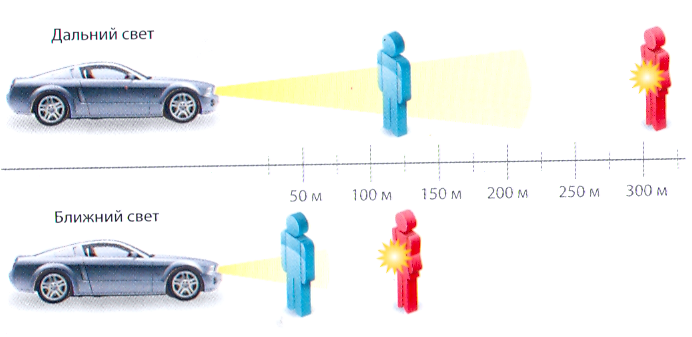 Дальний свет
50 м 100 м 150 м 200 м 250 м 300 м
Ближний свет